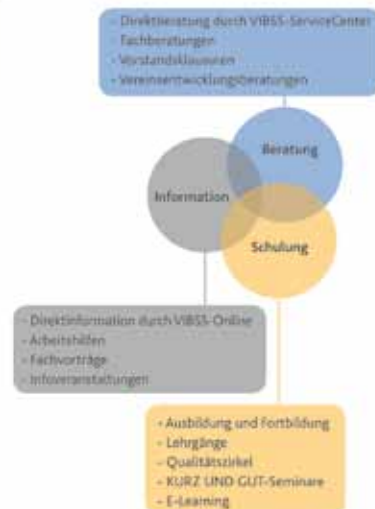 - Direktberatung durch VIBSS-ServiceCenter
- Fachberatungen
- Vorstandsklausuren
- Vereinsentwicklungsberatungen
Beratung
Information
Schulung
- Direktinformation durch VIBSS-Online
- Arbeitshilfen
- Fachvorträge
- Infoveranstaltungen
- Ausbildung und Fortbildung
- Lehrgänge
- Qualitätszirkel
- KURZ UND GUT-Seminare
- E-Learning